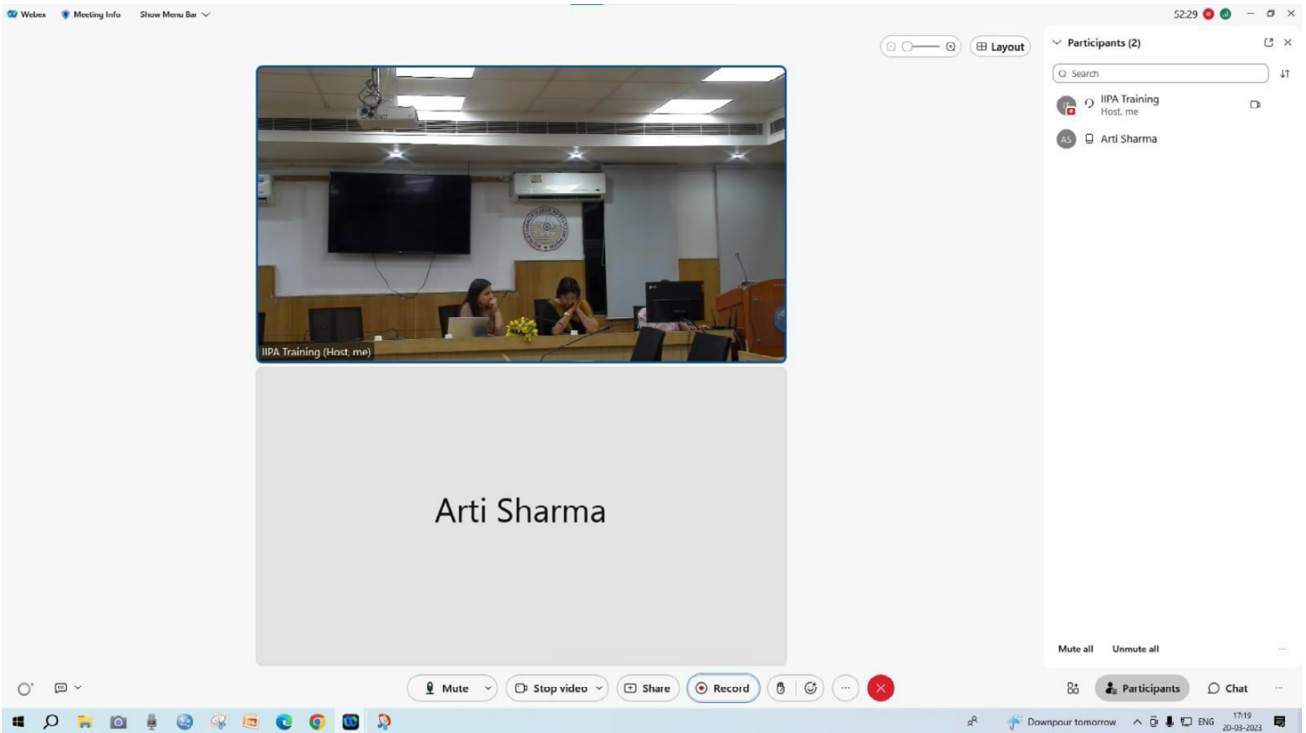 Webex Meeting Info Show Menu Bar
52:29
Layout
Participants (2)
Search
IIPA Training
Host, me
AS Arti Sharma
IIPA Training (Host, me)
Arti Sharma
Mute all Unmute all
Mute Stop video Share Record
Participants Chat
Downpour tomorrow ENG
17:19
20-03-2023